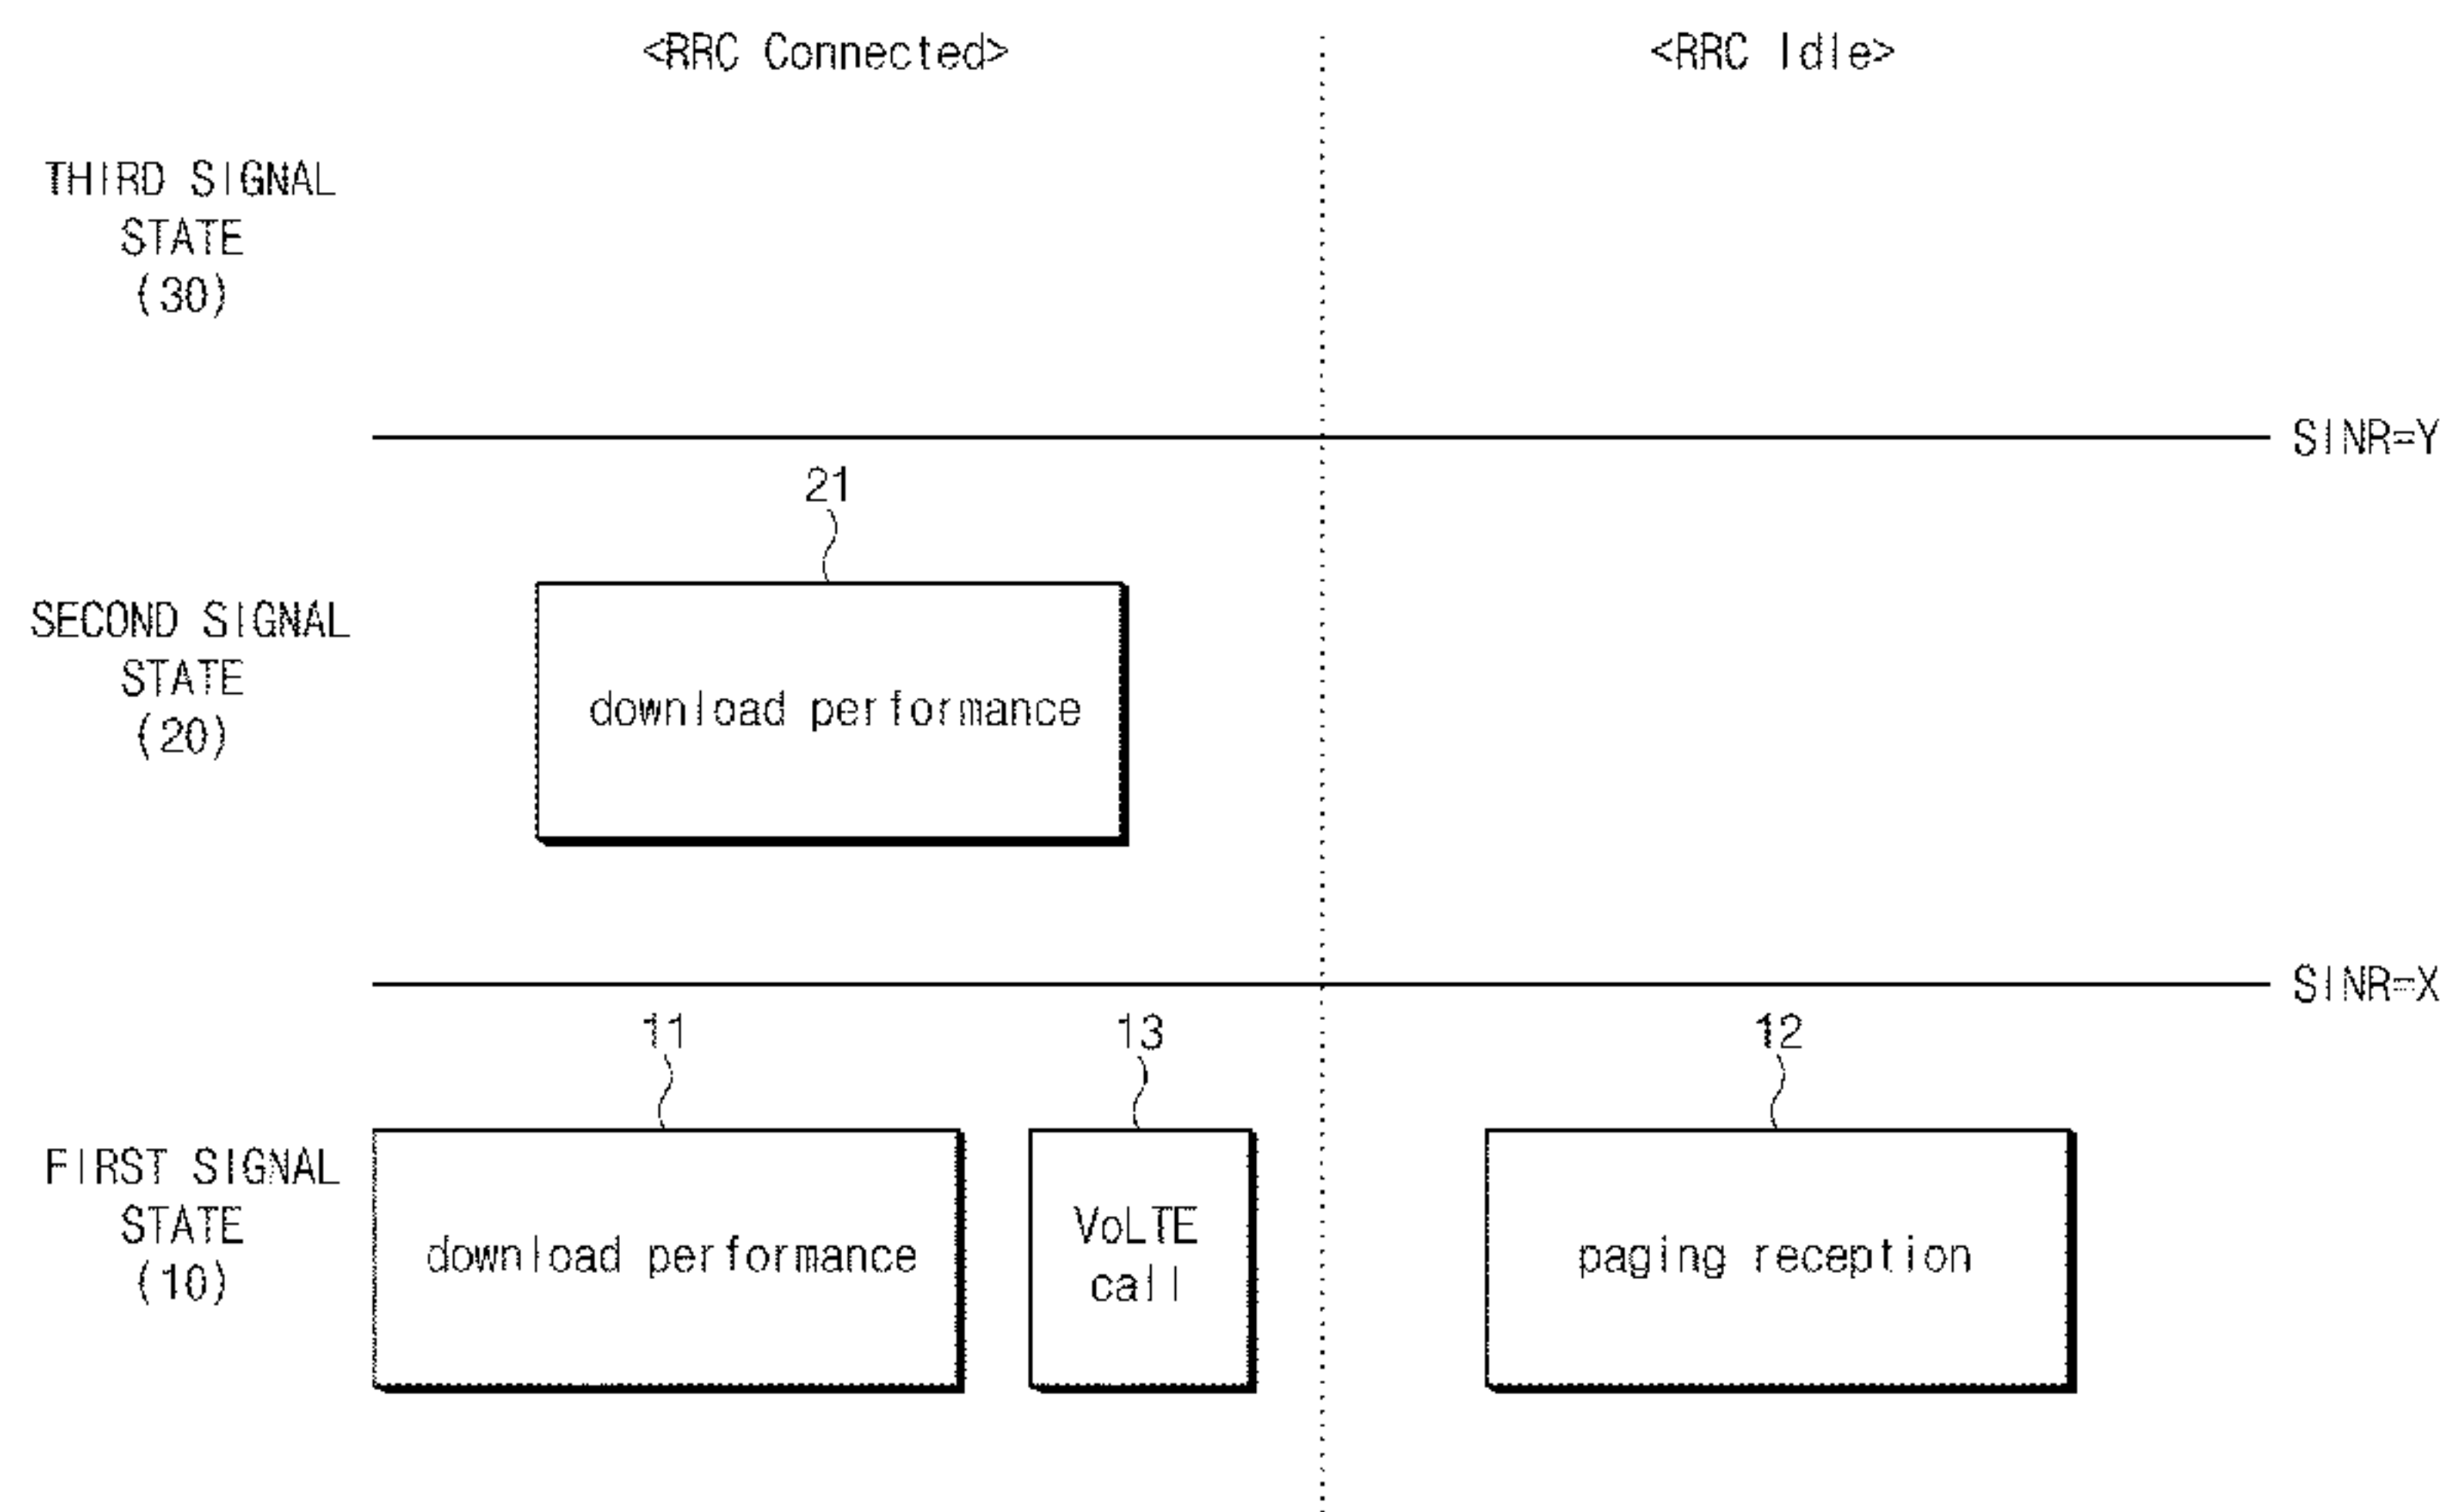 <RRC Connected>
<RRC Idle>
THIRD SIGNAL
STATE
(30)
SINR=Y
21
SECOND SIGNAL
STATE
(20)
download performance
SINR=X
11
13
12
FIRST SIGNAL
STATE
(10)
download performance
VoLTE
call
paging reception